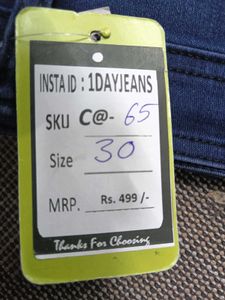 INSTA ID : 1DAYJEANS
SKU C@- 65
Size 30
MRP. Rs. 499 /-
Thanks For Choosing